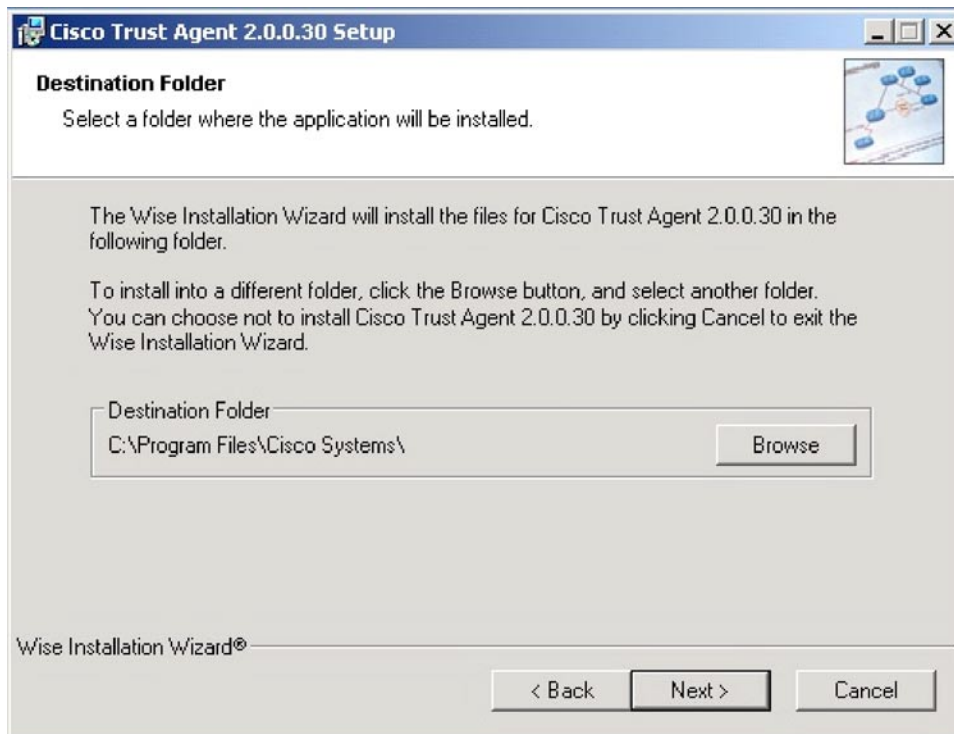 Cisco Trust Agent 2.0.0.30 Setup
Destination Folder
Select a folder where the application will be installed.
The Wise Installation Wizard will install the files for Cisco Trust Agent 2.0.0.30 in the
following folder.
To install into a different folder, click the Browse button, and select another folder.
You can choose not to install Cisco Trust Agent 2.0.0.30 by clicking Cancel to exit the
Wise Installation Wizard.
Destination Folder
C:\Program Files\Cisco Systems\
Browse
Wise Installation Wizard®
< Back
Next >
Cancel